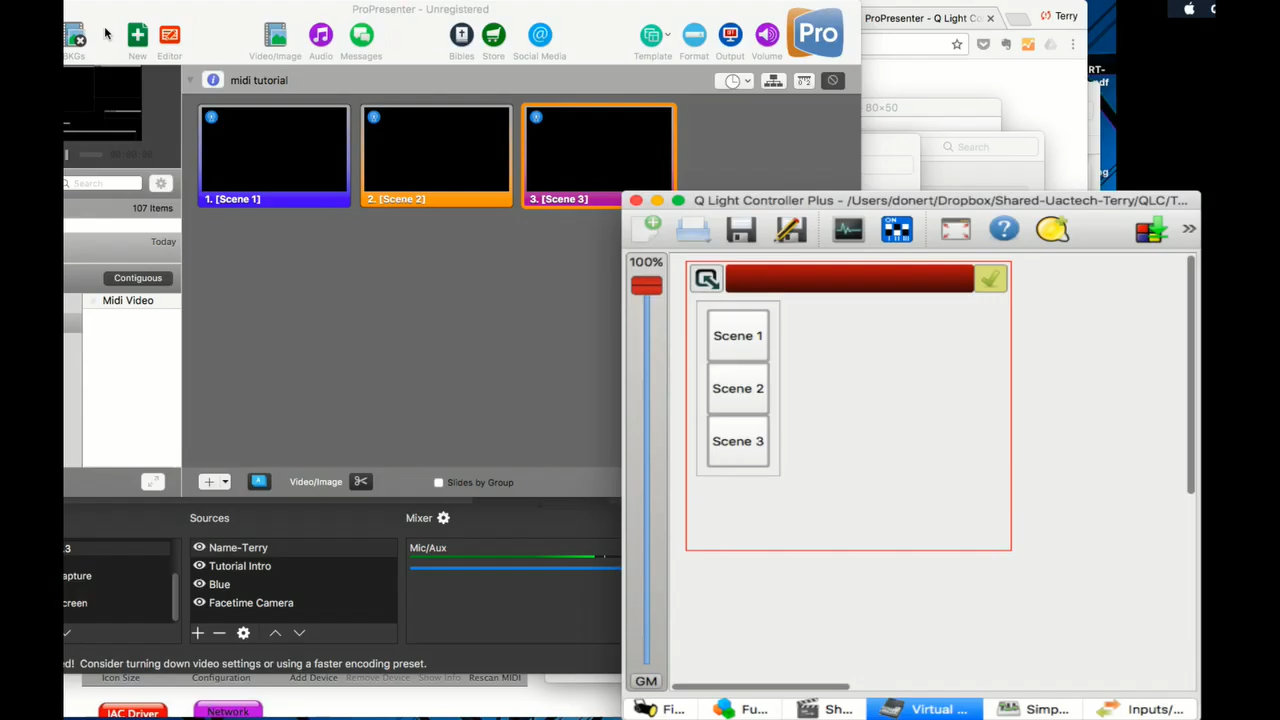 ProPresenter - Unregistered
BKGs
New
Editor
Video/Image
Audio
Messages
Bibles
Store
Social Media
Template
Format
Output
Volume
Pro
ProPresenter - Q Light Co
Terry
midi tutorial
80×50
Search
1. [Scene 1]
2. [Scene 2]
3. [Scene 3]
Search
107 Items
Today
Contiguous
Midi Video
Video/Image
Slides by Group
Q Light Controller Plus - /Users/donert/Dropbox/Shared-Uactech-Terry/QLC/T...
ON
100%
Scene 1
Scene 2
Scene 3
GM
Sources
Mixer
Name-Terry
Tutorial Intro
Blue
Facetime Camera
Mic/Aux
.3
apture
creen
ed! Consider turning down video settings or using a faster encoding preset.
Icon Size
Configuration
Add Device
Remove Device
Show Info
Rescan MIDI
IAC Driver
Network
Fi...
Fu...
Sh...
Virtual ...
Simp...
Inputs/...